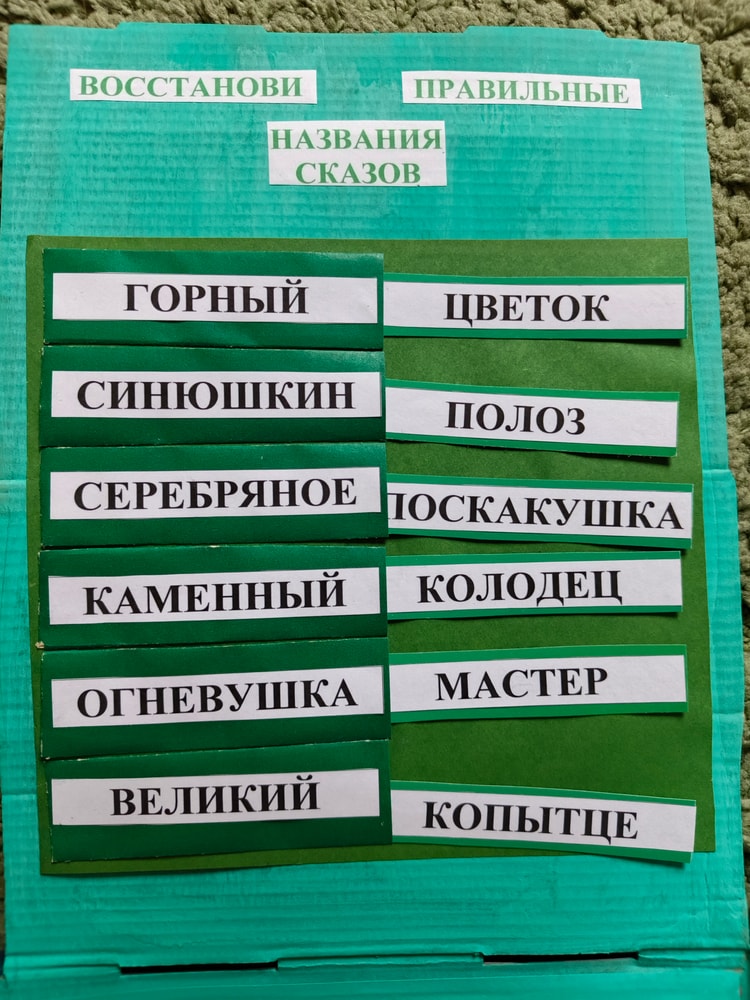 ВОССТАНОВИ ПРАВИЛЬНЫЕ
НАЗВАНИЯ
СКАЗОВ
ГОРНЫЙ ЦВЕТОК
СИНЮШКИН ПОЛОЗ
СЕРЕБРЯНОЕ ПОСКАКУШКА
КАМЕННЫЙ КОЛОДЕЦ
ОГНЕВУШКА МАСТЕР
ВЕЛИКИЙ КОПЫТЦЕ